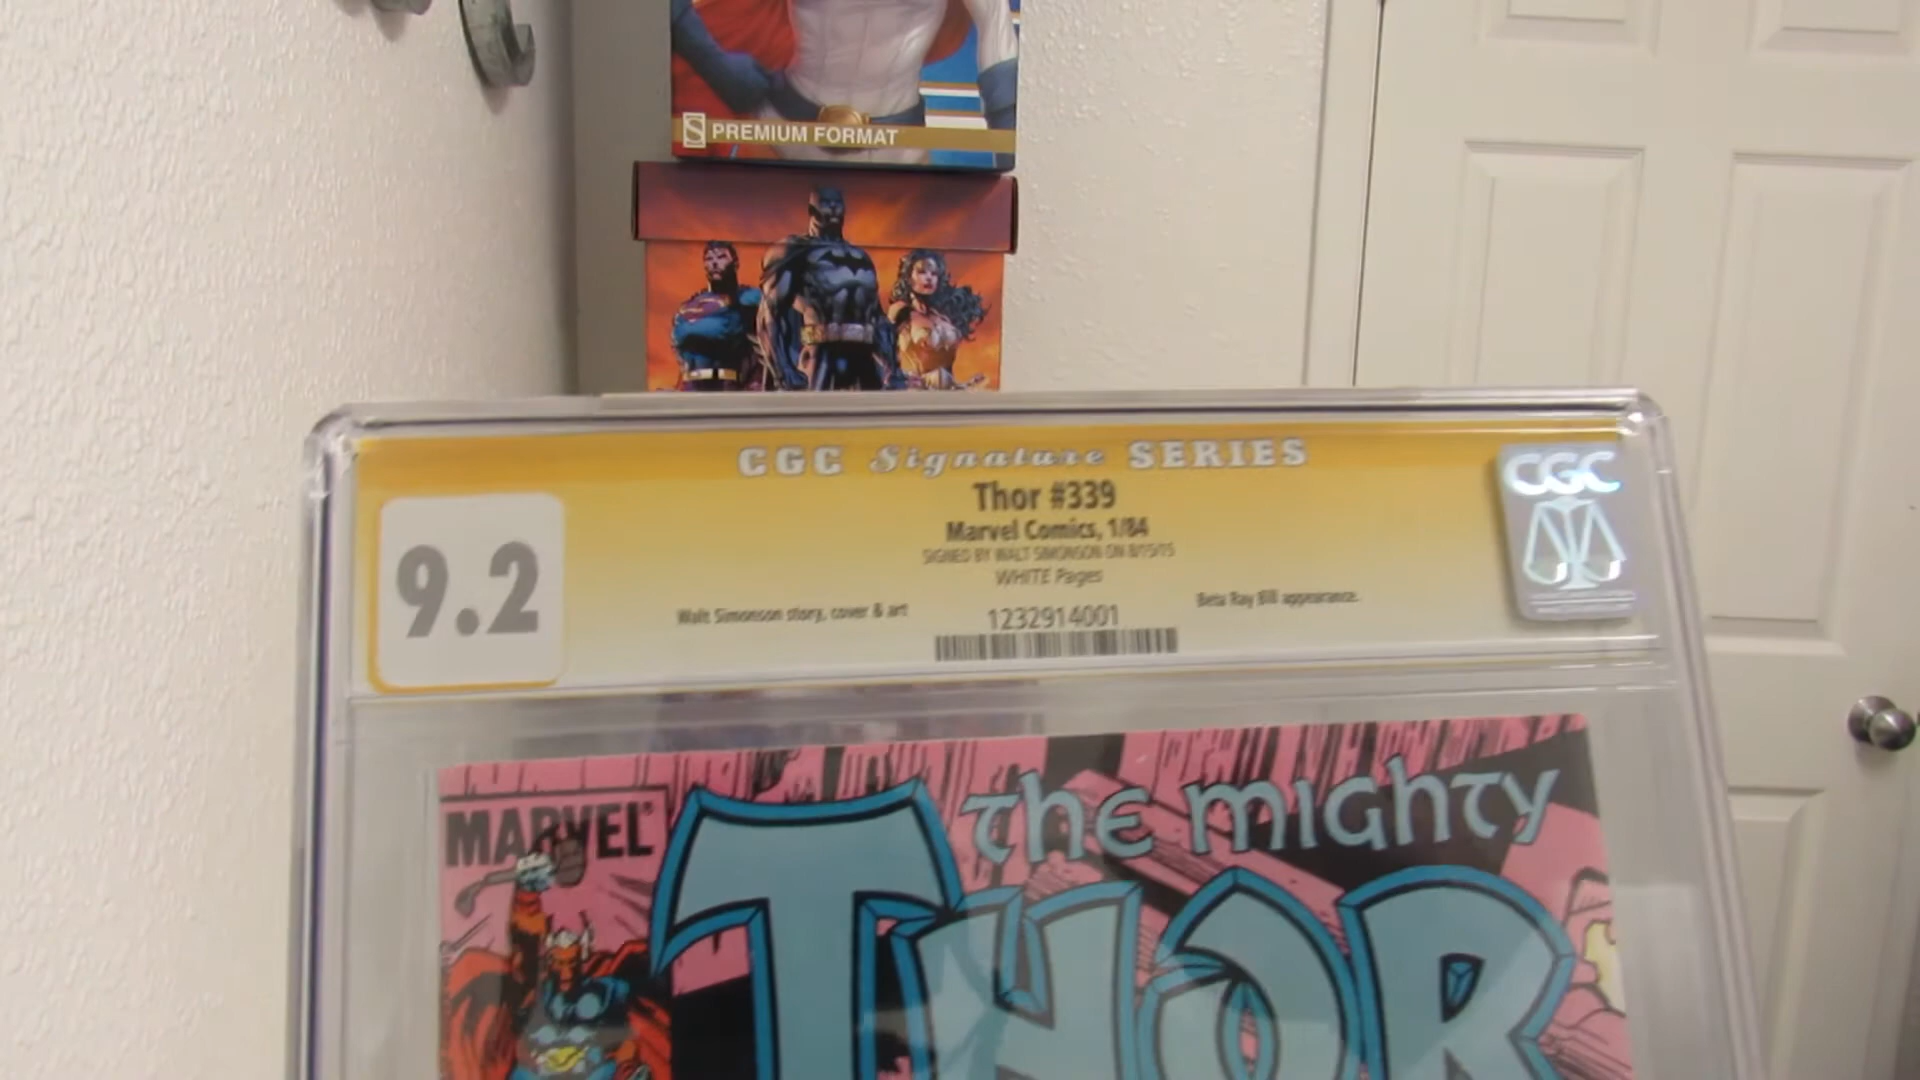 PREMIUM FORMAT
CGC Signature SERIES
CGC
Thor #339
9.2
Marvel Comics, 1/84
SIGNED BY WALT SIMONSON ON 8/15/15
WHITE Pages
Walt Simonson story, cover & art
1232914001
Beta Ray Bill appearance.
MARVEL
the mighty
THOR